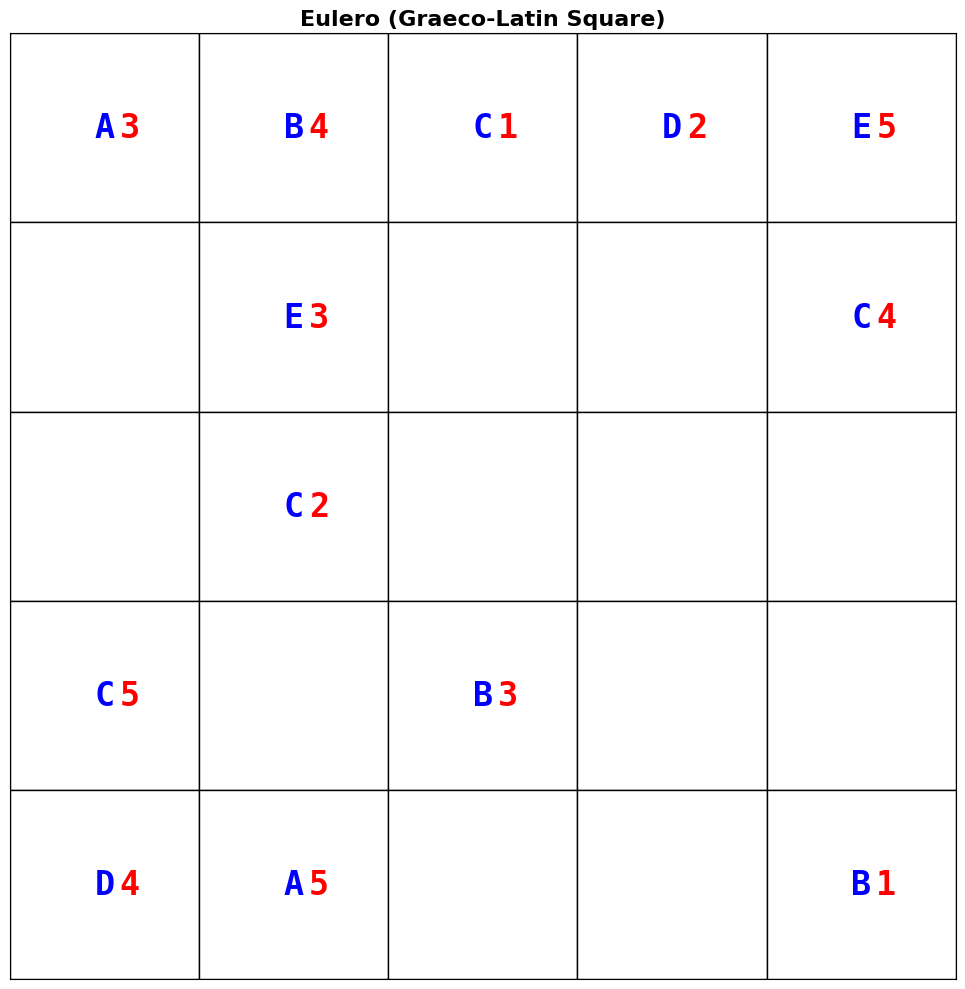 Eulero (Graeco-Latin Square)
A3 B4 C1 D2 E5
E3 C4
C2
C5 B3
D4 A5 B1